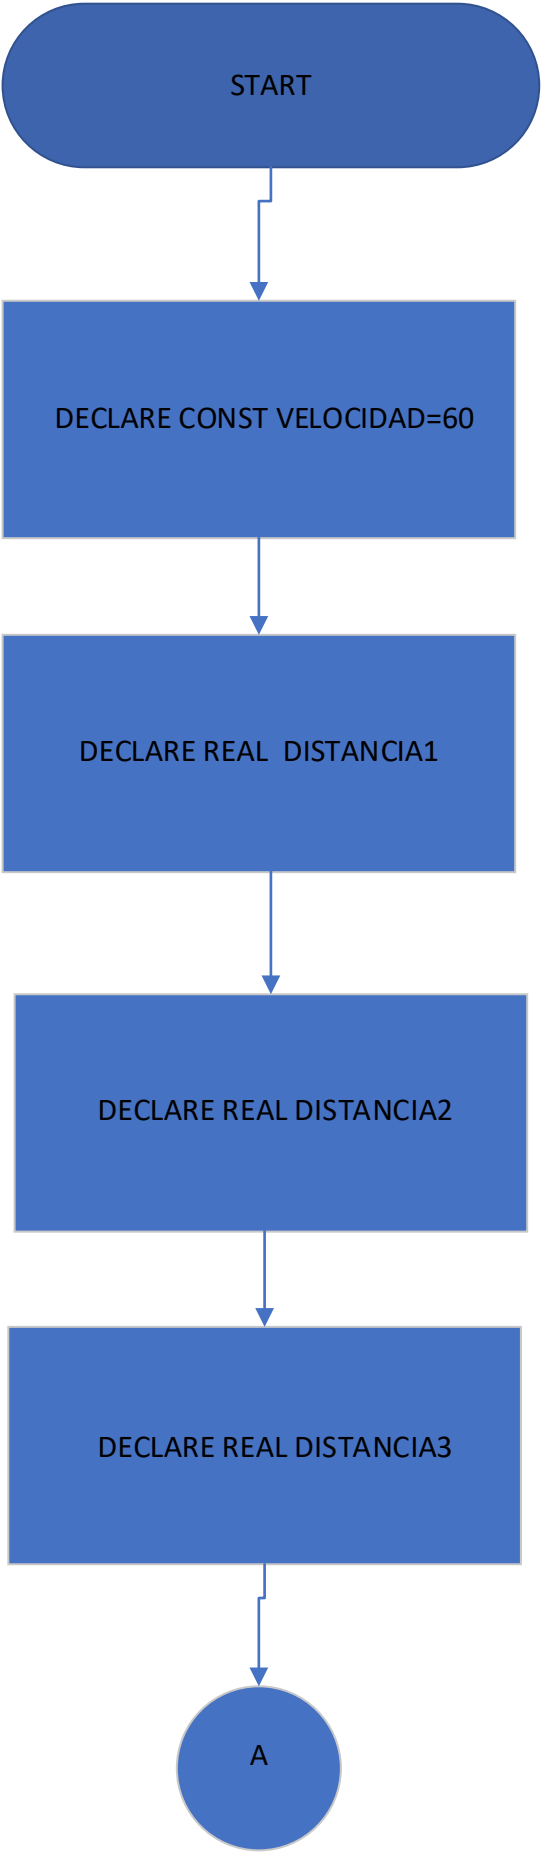 START
DECLARE CONST VELOCIDAD=60
DECLARE REAL  DISTANCIA1
DECLARE REAL DISTANCIA2
DECLARE REAL DISTANCIA3
A